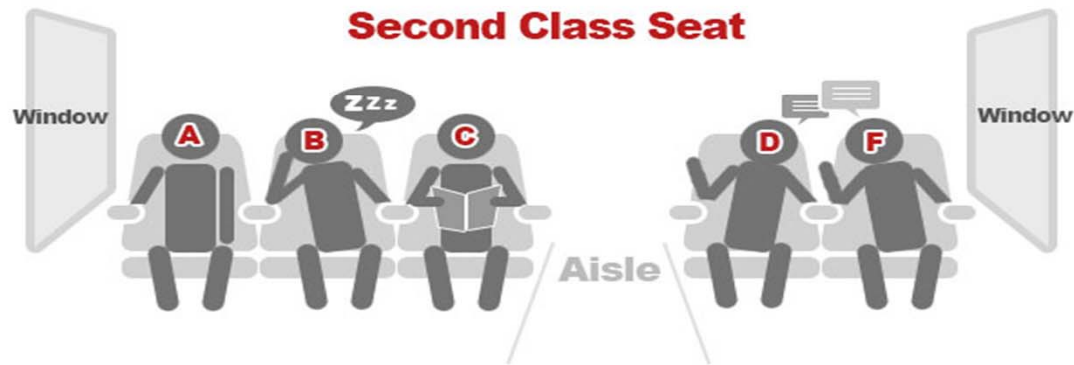 Second Class Seat
Window
Window
ZZz
A
B
C
D
F
Aisle